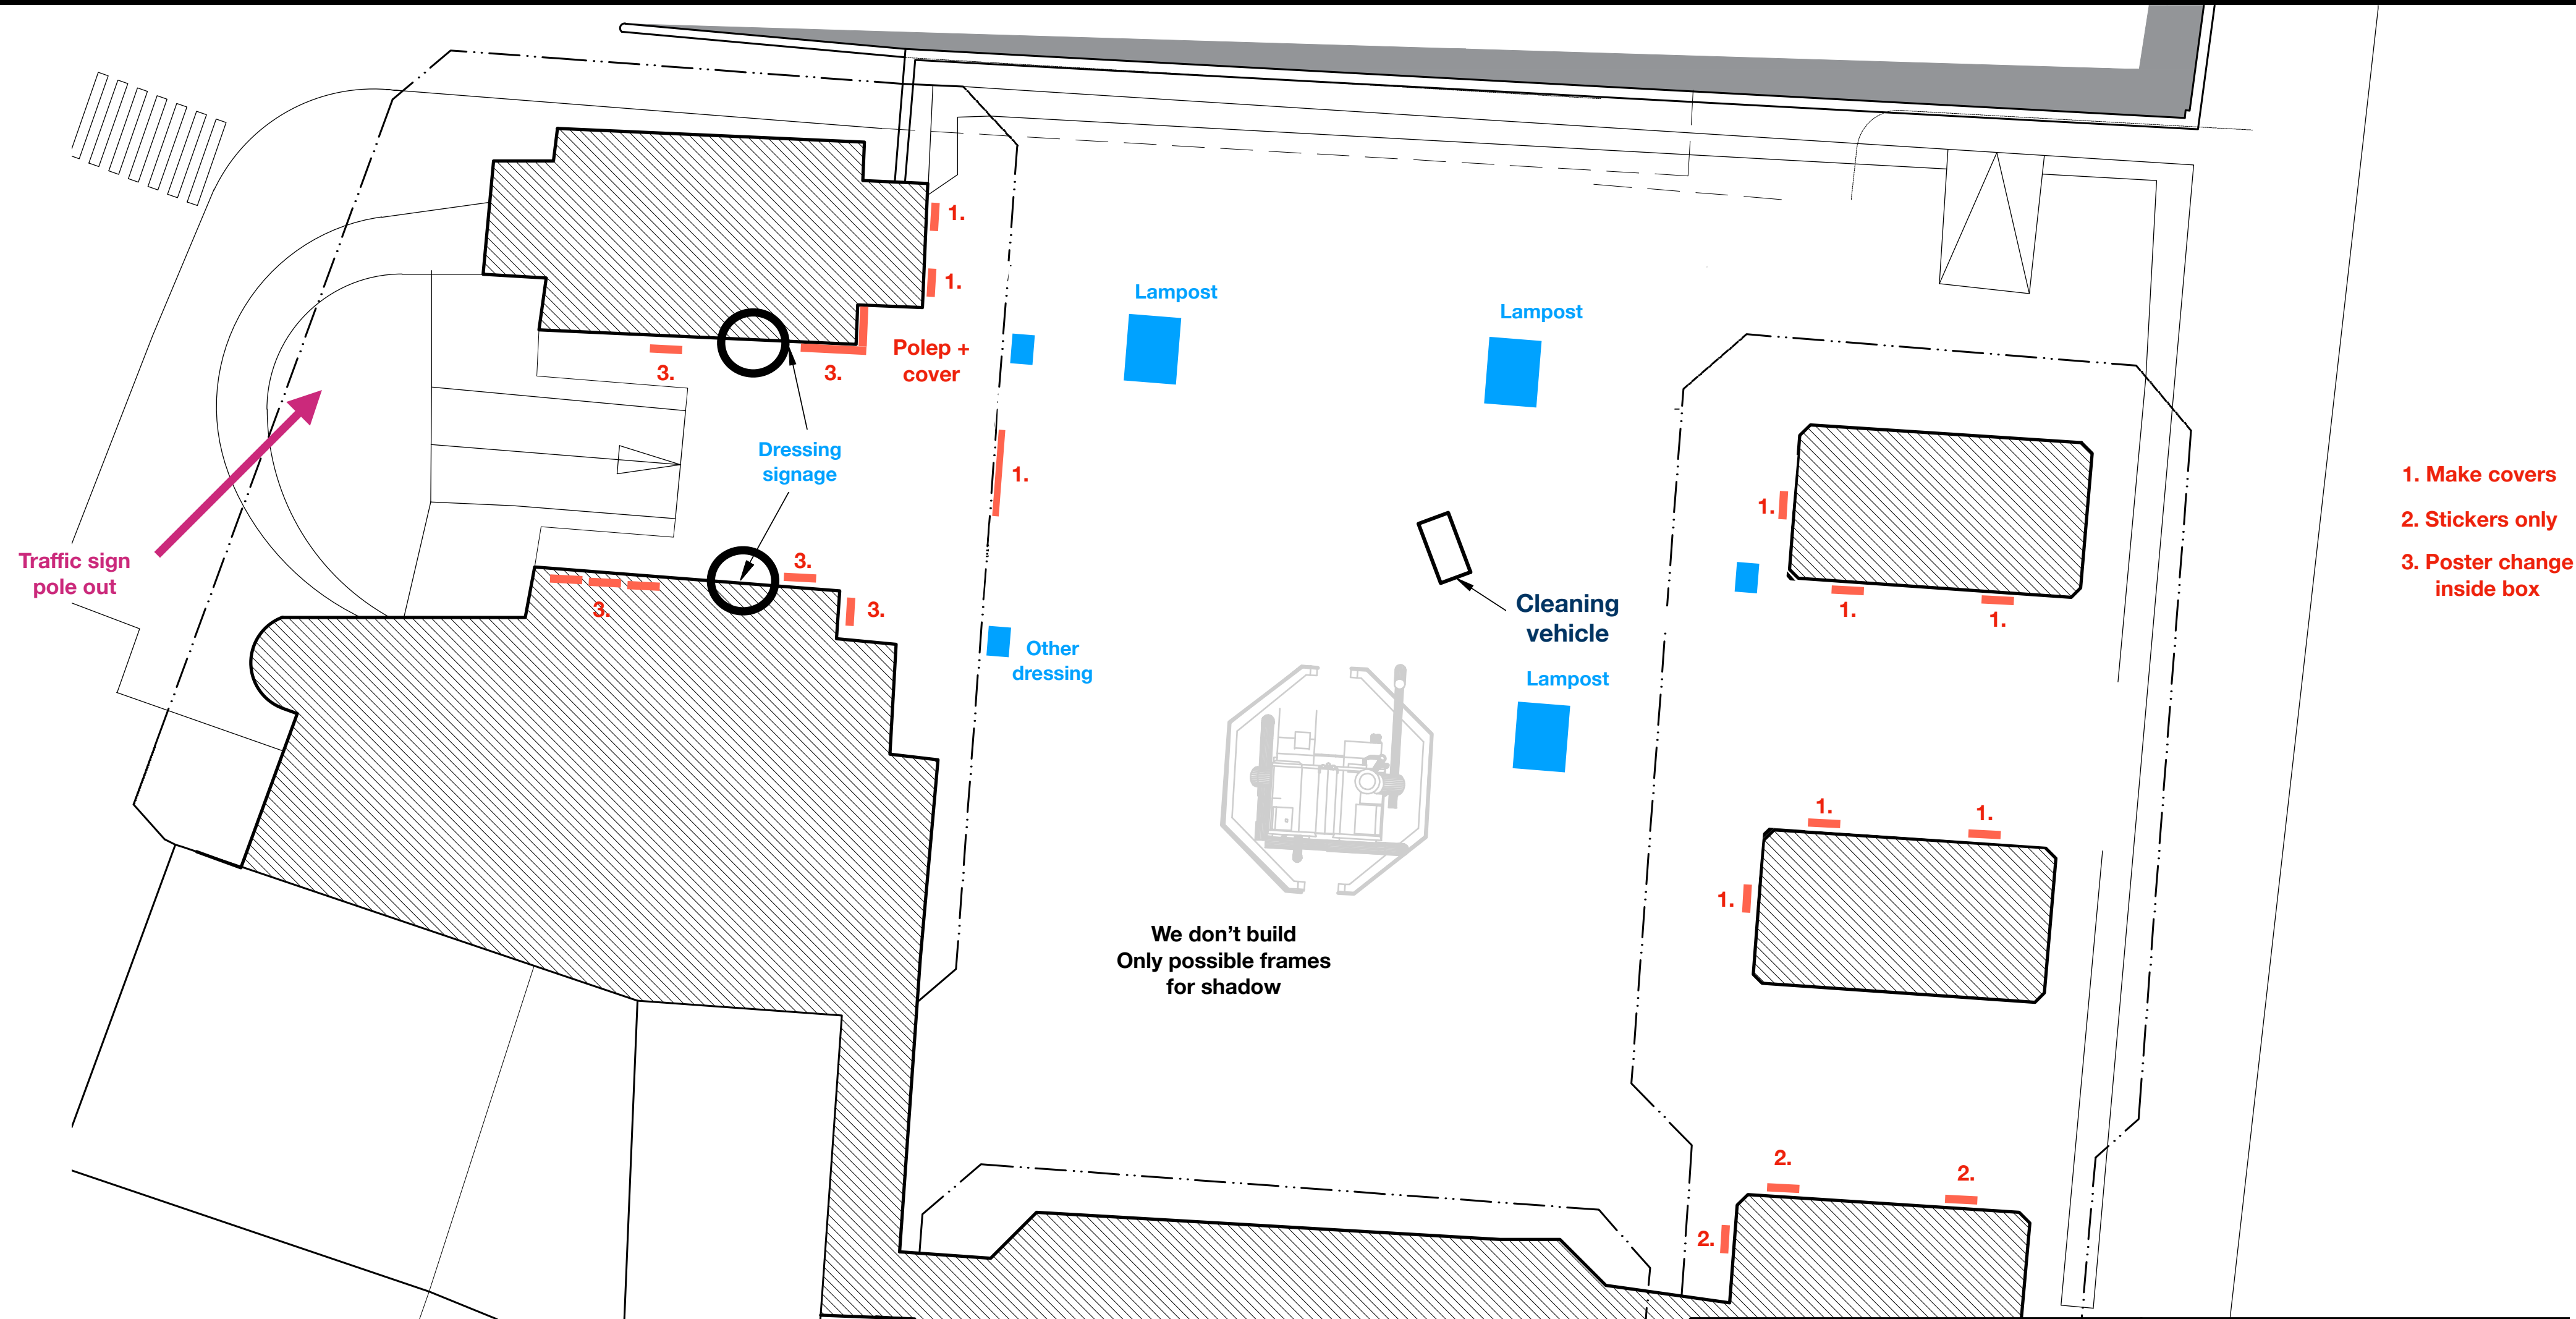 1.
1.
Lampost
Lampost
Polep +
cover
3.
3.
Dressing
signage
1.
1. Make covers
1.
2. Stickers only
Traffic sign
pole out
3.
3. Poster change
inside box
3.
3.
Cleaning
vehicle
1.
1.
Other
dressing
Lampost
1.
1.
1.
We don’t build
Only possible frames
for shadow
2.
2.
2.